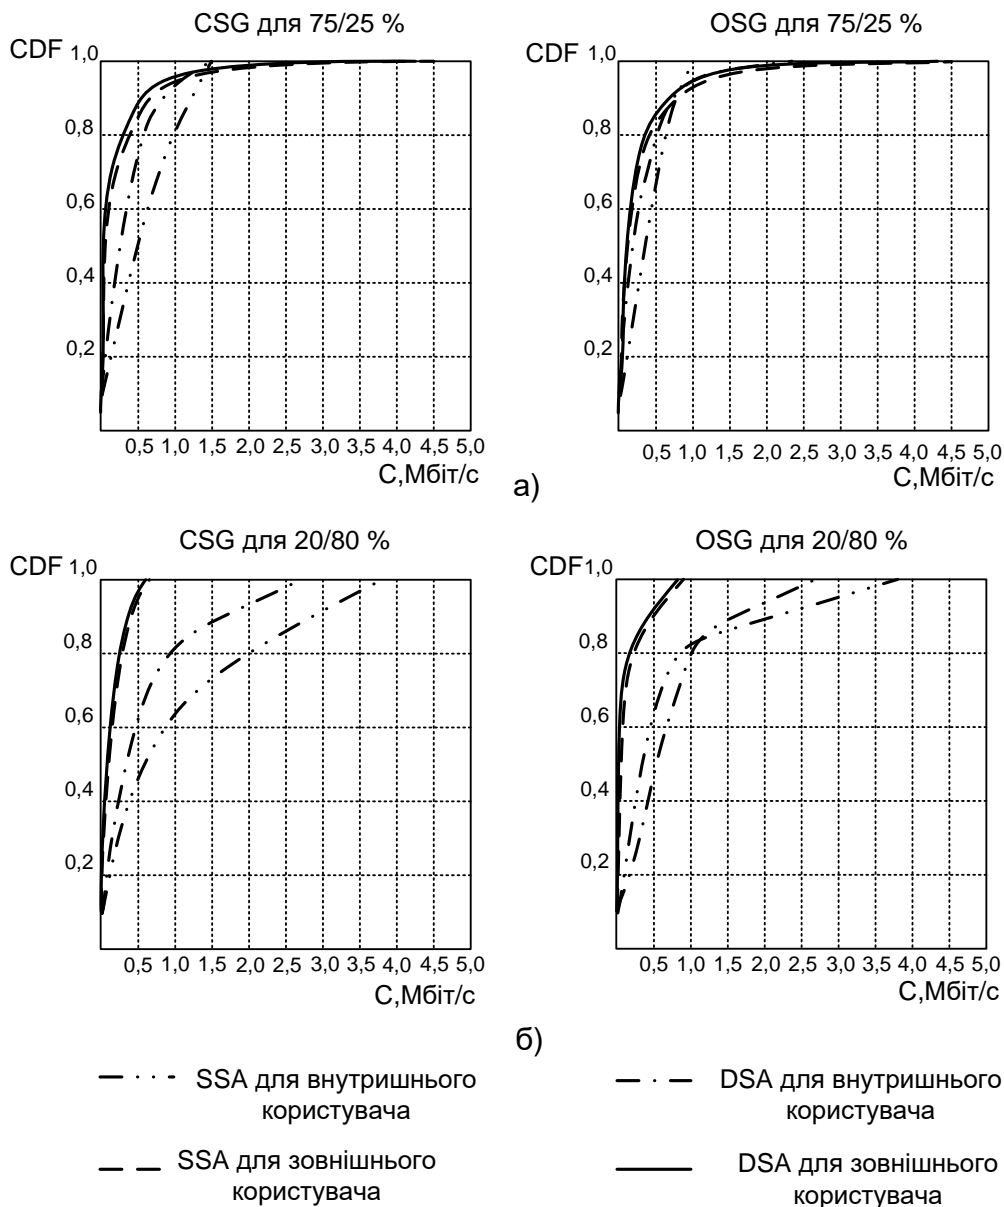 CSG для 75/25 %
OSG для 75/25 %
CDF 1,0
0,8
0,6
0,4
0,2
0,5 1,0 1,5 2,0 2,5 3,0 3,5 4,0 4,5 5,0
С,Мбіт/с
CDF 1,0
0,8
0,6
0,4
0,2
0,5 1,0 1,5 2,0 2,5 3,0 3,5 4,0 4,5 5,0
С,Мбіт/с
а)
CSG для 20/80 %
OSG для 20/80 %
CDF 1,0
0,8
0,6
0,4
0,2
0,5 1,0 1,5 2,0 2,5 3,0 3,5 4,0 4,5 5,0
С,Мбіт/с
CDF 1,0
0,8
0,6
0,4
0,2
0,5 1,0 1,5 2,0 2,5 3,0 3,5 4,0 4,5 5,0
С,Мбіт/с
б)
SSA для внутришнього
користувача
DSA для внутришнього
користувача
SSA для зовнішнього
користувача
DSA для зовнішнього
користувача